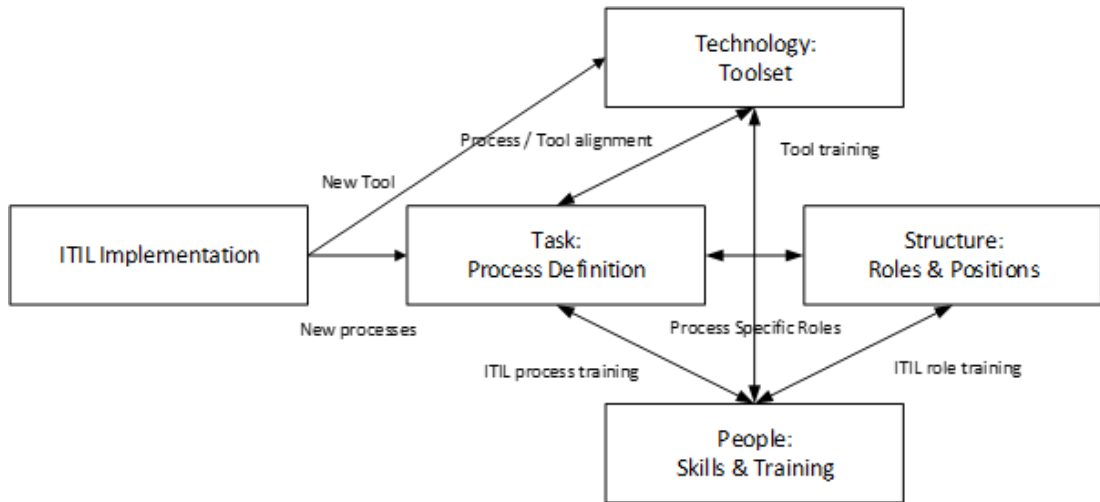 Technology:
Toolset
Process / Tool alignment
Tool training
New Tool
ITIL Implementation
Task:
Process Definition
Structure:
Roles & Positions
New processes
Process Specific Roles
ITIL process training
ITIL role training
People:
Skills & Training